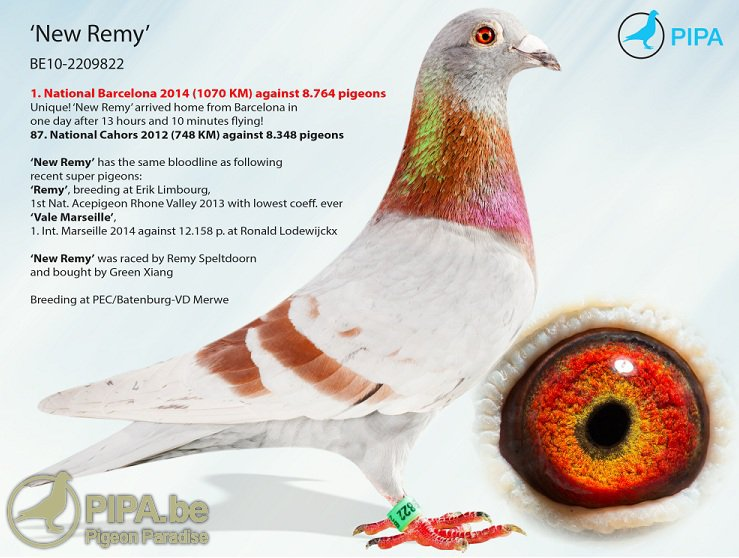 'New Remy'
BE10-2209822
1. National Barcelona 2014 (1070 KM) against 8.764 pigeons
Unique! 'New Remy' arrived home from Barcelona in
one day after 13 hours and 10 minutes flying!
87. National Cahors 2012 (748 KM) against 8.348 pigeons
'New Remy' has the same bloodline as following
recent super pigeons:
'Remy', breeding at Erik Limbourg,
1st Nat. Acepigeon Rhone Valley 2013 with lowest coeff. ever
'Vale Marseille',
1. Int. Marseille 2014 against 12.158 p. at Ronald Lodewijckx
'New Remy' was raced by Remy Speltdoorn
and bought by Green Xiang
Breeding at PEC/Batenburg-VD Merwe
PIPA
822
PIPA.be
Pigeon Paradise